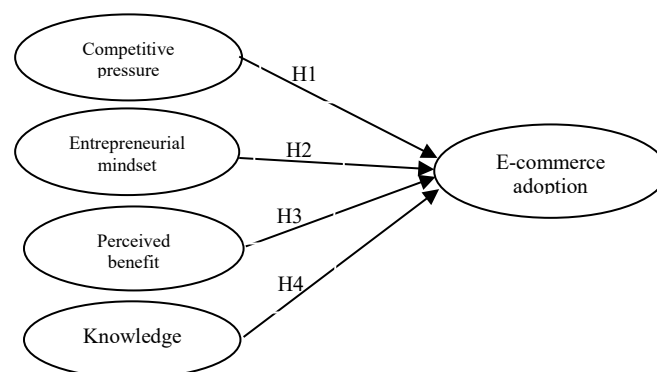 Competitive
pressure
H1
Entrepreneurial
mindset
H2
E-commerce
adoption
Perceived
benefit
H3
H4
Knowledge